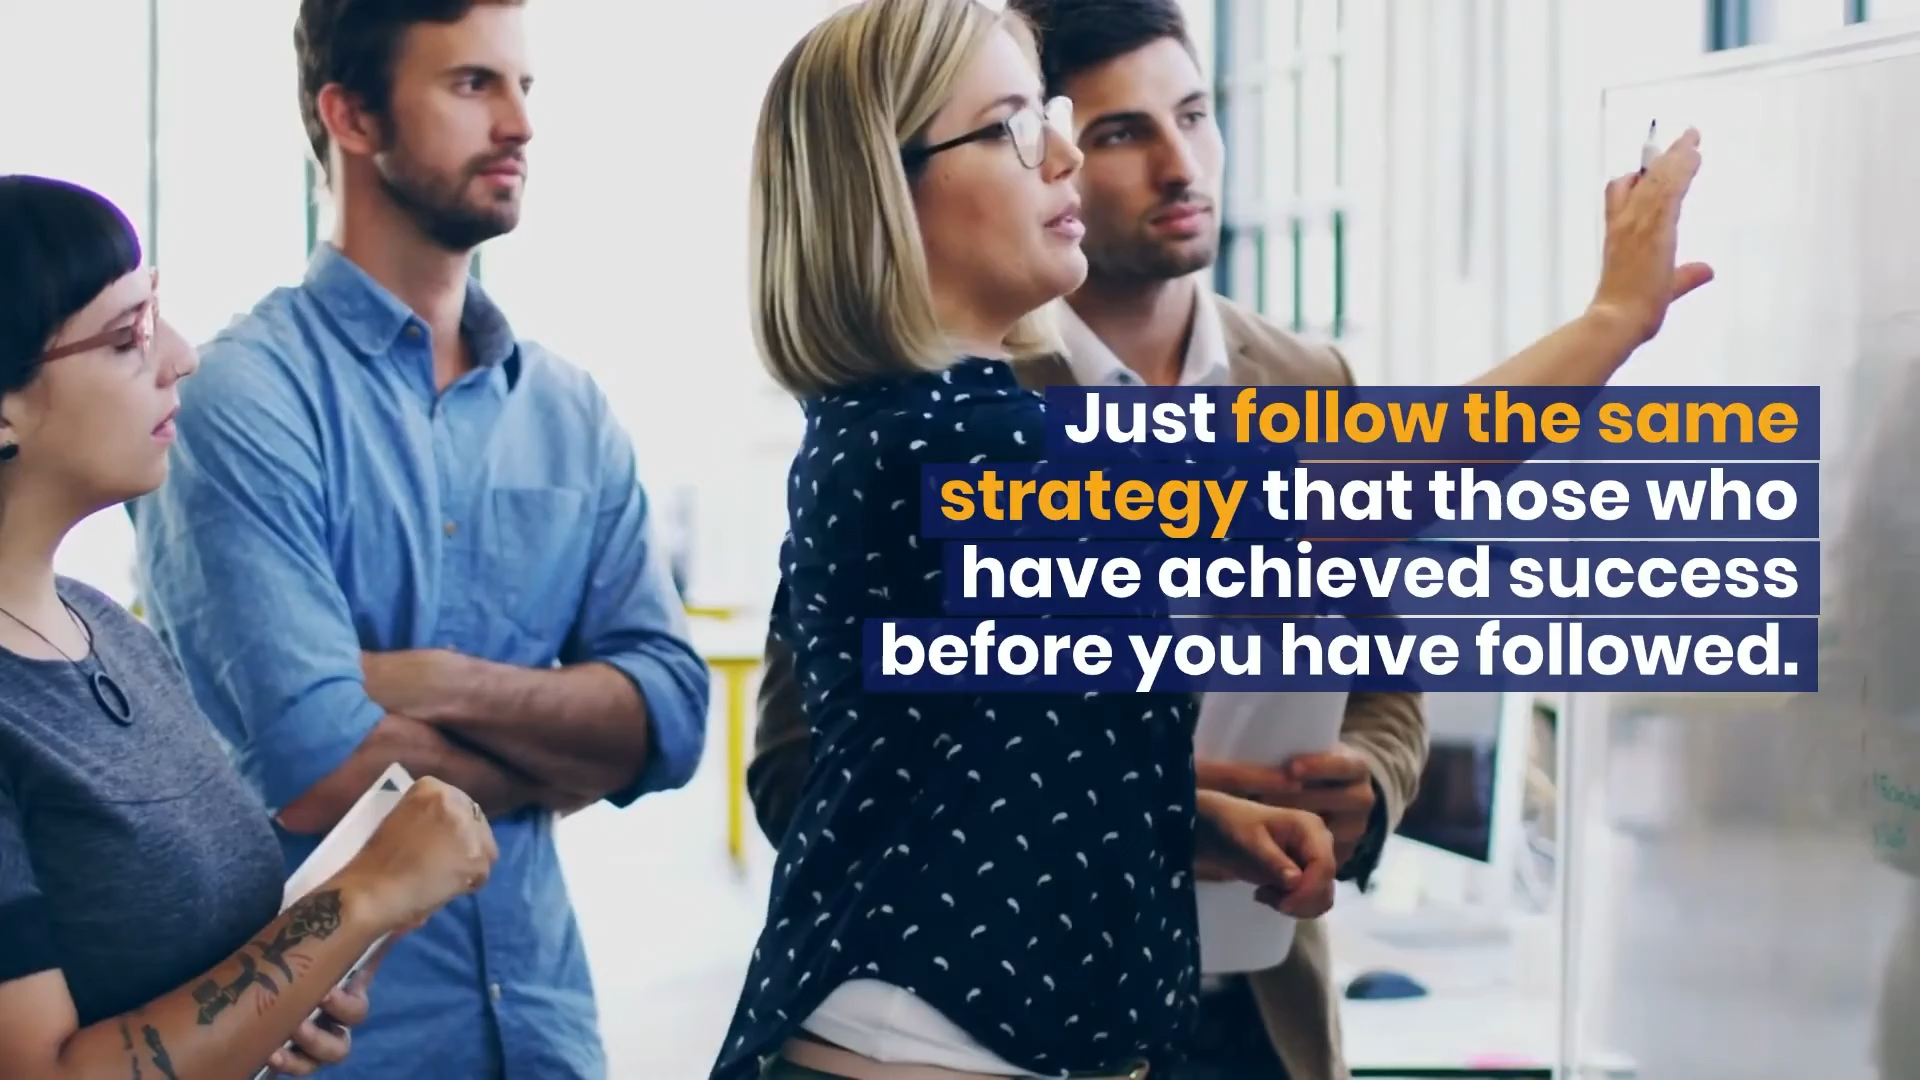 Just follow the same
strategy that those who
have achieved success
before you have followed.